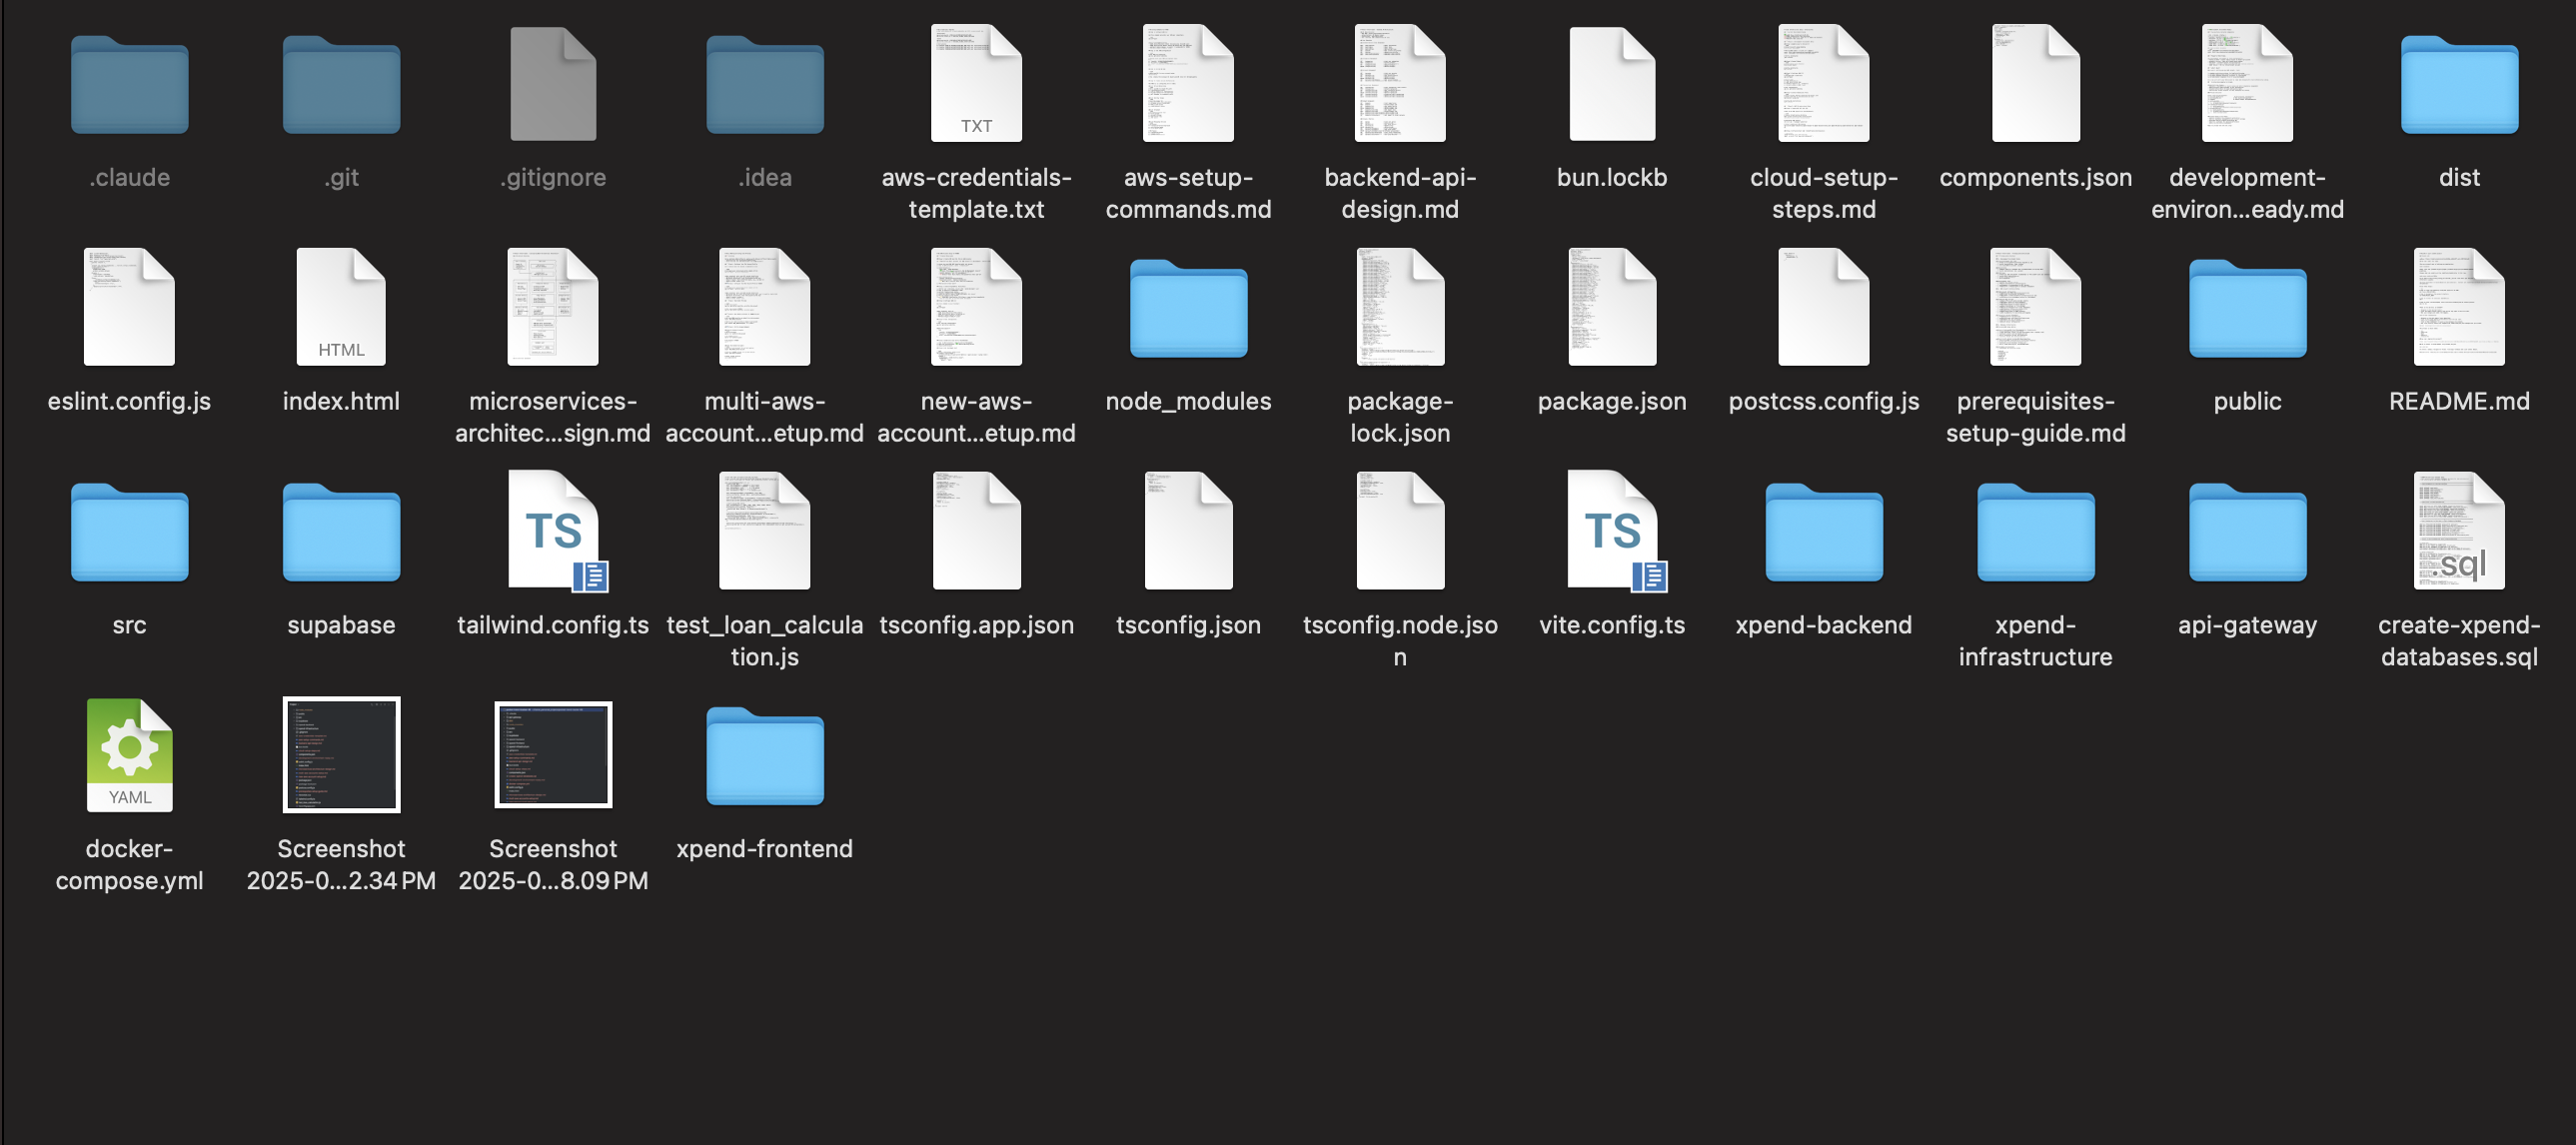 TXT
.claude
.git
.gitignore
.idea
aws-credentials-
template.txt
aws-setup-
commands.md
backend-api-
design.md
bun.lockb
cloud-setup-
steps.md
components.json
development-
environ...eady.md
dist
HTML
eslint.config.js
index.html
microservices-
architec...sign.md
multi-aws-
account...etup.md
new-aws-
account...etup.md
node_modules
package-
lock.json
package.json
postcss.config.js
prerequisites-
setup-guide.md
public
README.md
TS
TS
.sql
src
supabase
tailwind.config.ts
test_loan_calcula
tion.js
tsconfig.app.json
tsconfig.json
tsconfig.node.jso
n
vite.config.ts
xpend-backend
xpend-
infrastructure
api-gateway
create-xpend-
databases.sql
YAML
docker-
compose.yml
Screenshot
2025-0...2.34 PM
Screenshot
2025-0...8.09 PM
xpend-frontend